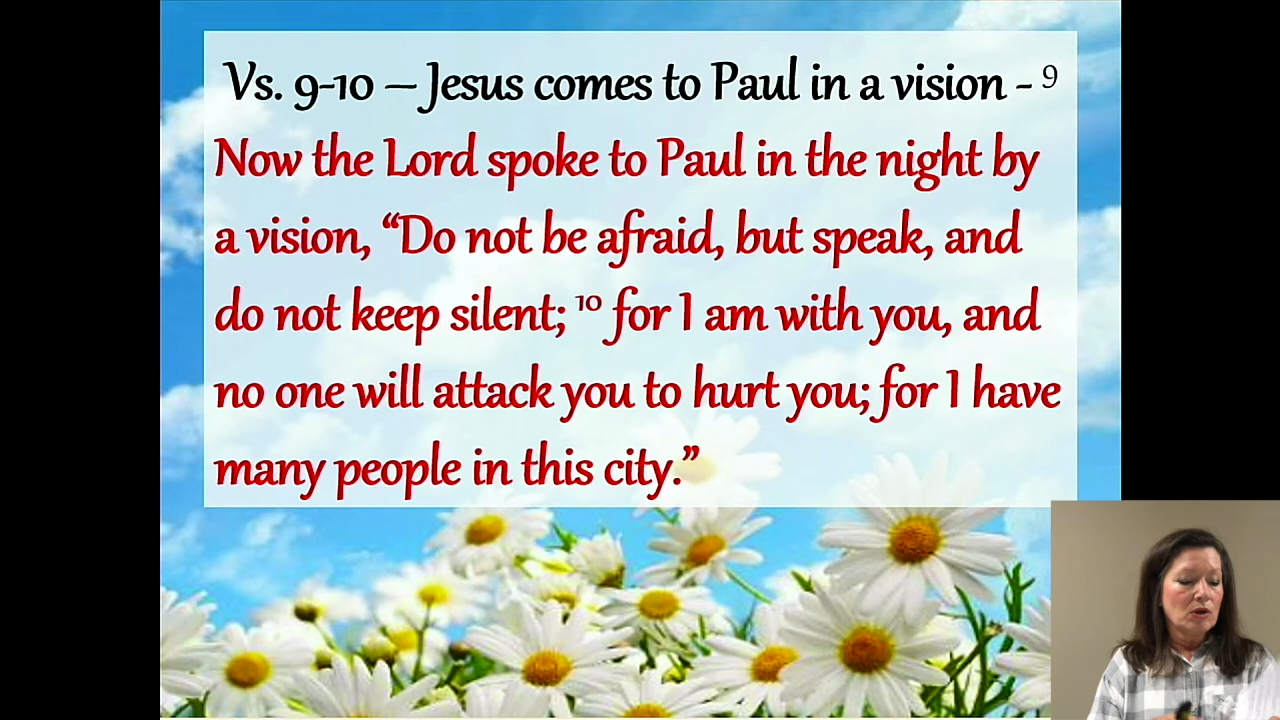 Vs. 9-10 – Jesus comes to Paul in a vision - 9
Now the Lord spoke to Paul in the night by
a vision, “Do not be afraid, but speak, and
do not keep silent; 10 for I am with you, and
no one will attack you to hurt you; for I have
many people in this city.”